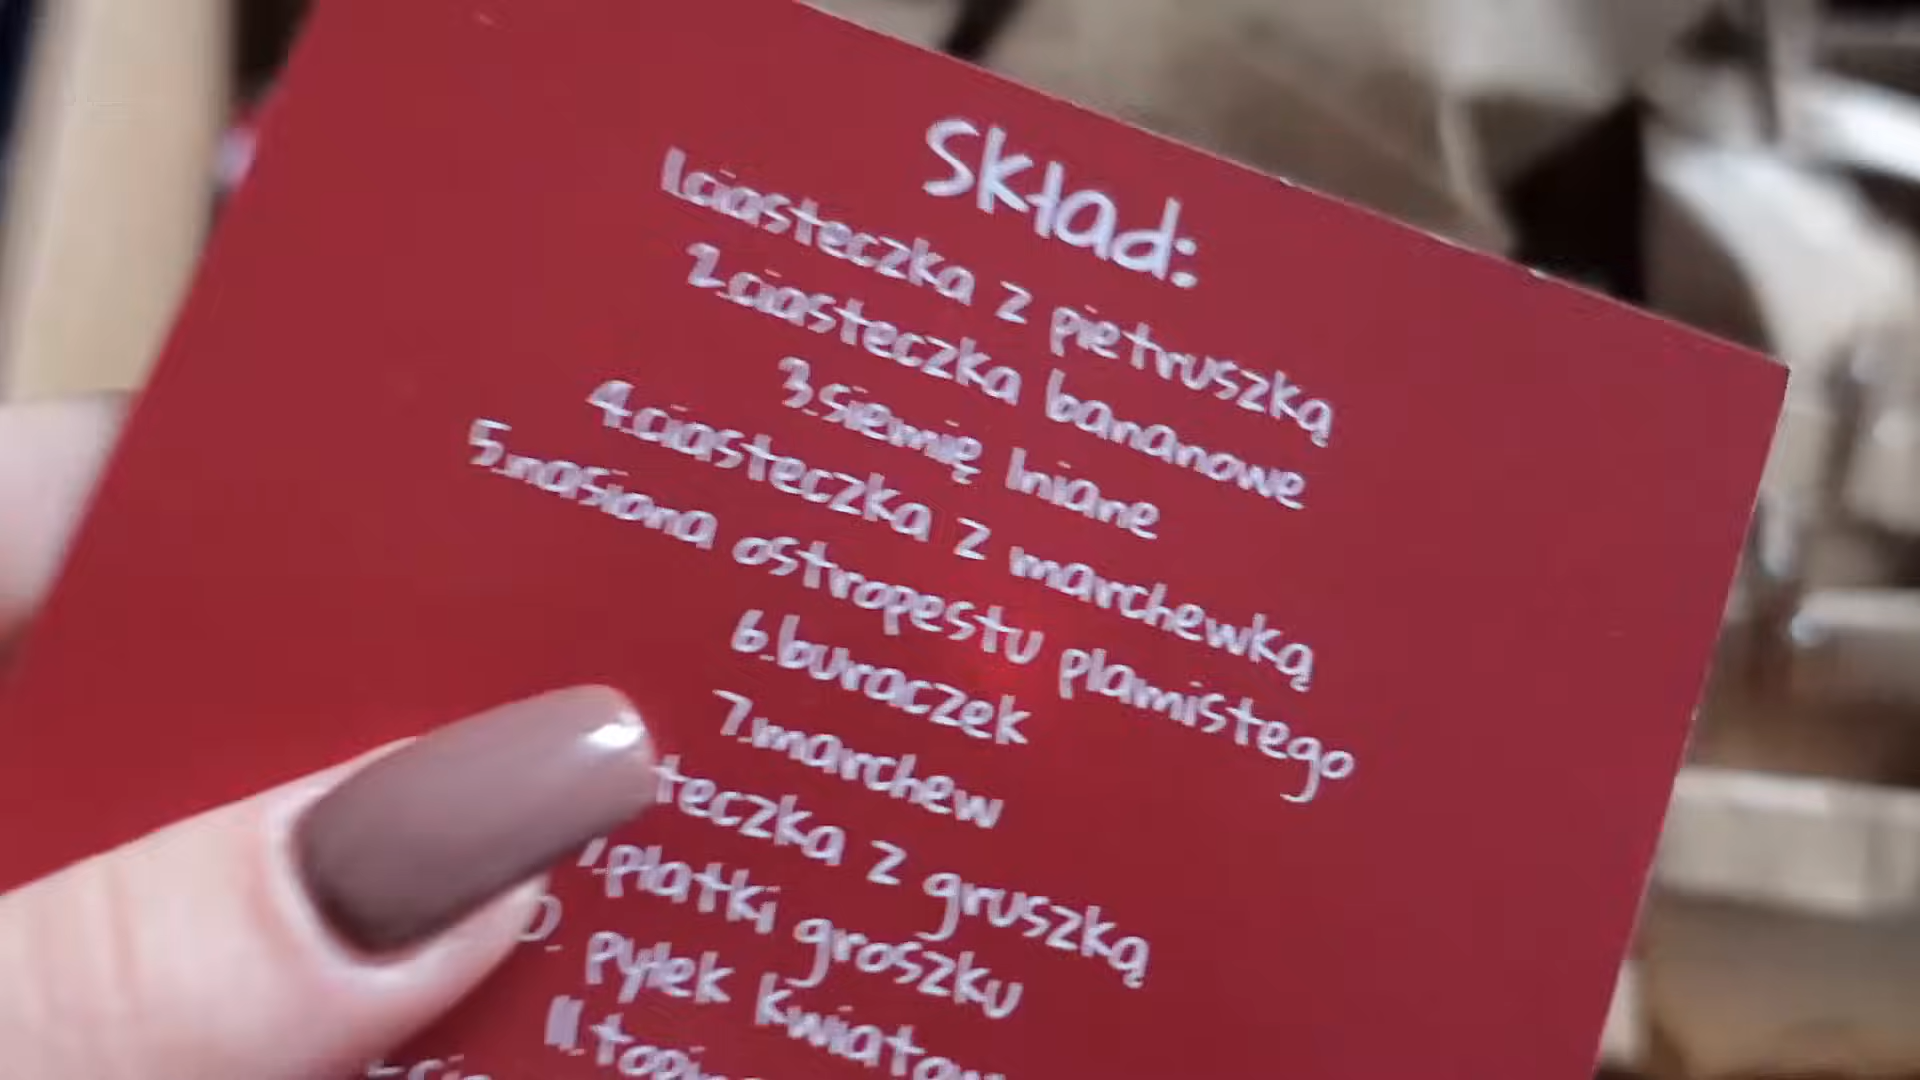 Skład:
1.ciasteczka z pietruszką
2.ciasteczka bananowe
3.siemię lniane
4.ciasteczka z marchewką
5.nasiona ostropestu plamistego
6.buraczek
7.marchew
teczka z gruszką
płatki groszku
pyłek
11.